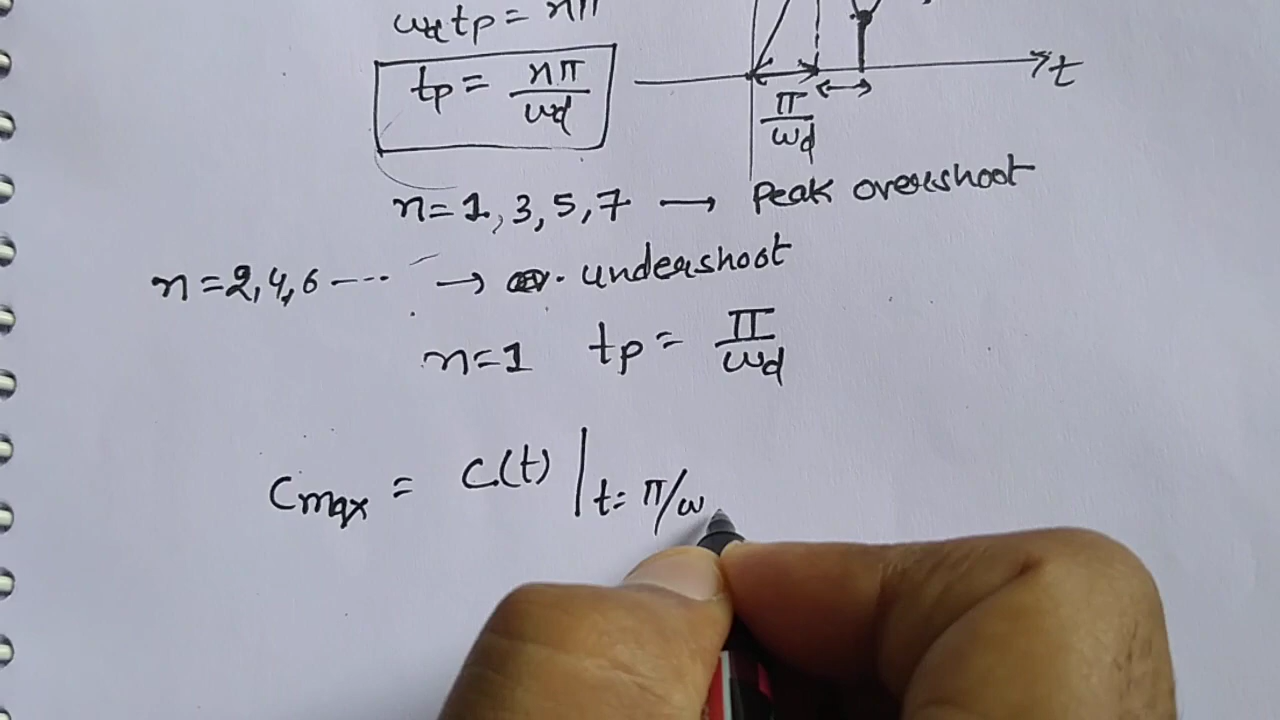 ωd tp = nπ
tp = nπ/ωd
t
π/ωd
n=1, 3, 5, 7 → Peak overshoot
n=2,4,6 ---- → undershoot
n=1 tp = π/ωd
Cmax = C(t) | t= π/ω